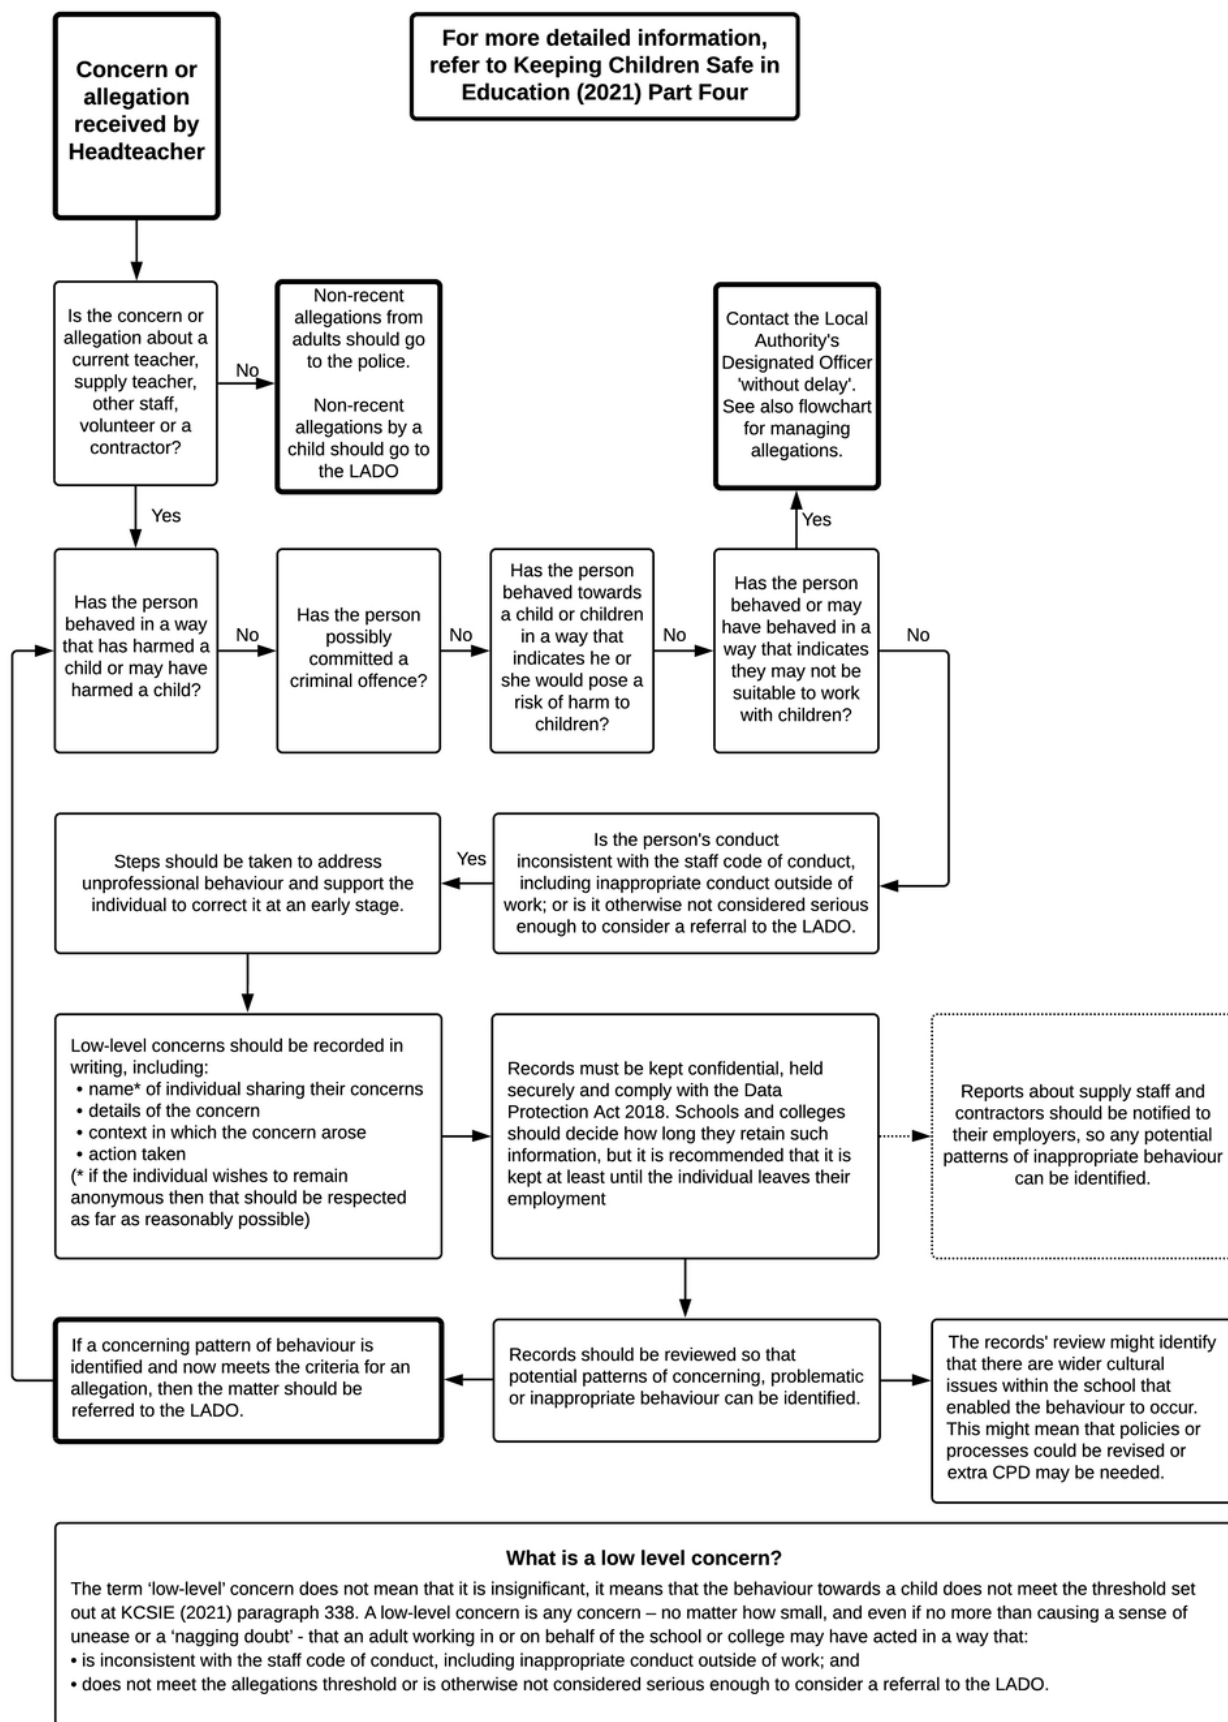 Concern or
allegation
received by
Headteacher
For more detailed information,
refer to Keeping Children Safe in
Education (2021) Part Four
Is the concern or
allegation about a
current teacher,
supply teacher,
other staff,
volunteer or a
contractor?
No
Non-recent
allegations from
adults should go
to the police.
Non-recent
allegations by a
child should go to
the LADO
Contact the Local
Authority's
Designated Officer
'without delay'.
See also flowchart
for managing
allegations.
Yes
Yes
Has the person
behaved in a way
that has harmed a
child or may have
harmed a child?
No
Has the person
possibly
committed a
criminal offence?
No
Has the person
behaved towards
a child or children
in a way that
indicates he or
she would pose a
risk of harm to
children?
No
Has the person
behaved or may
have behaved in a
way that indicates
they may not be
suitable to work
with children?
No
Is the person's conduct
inconsistent with the staff code of conduct,
including inappropriate conduct outside of
work; or is it otherwise not considered serious
enough to consider a referral to the LADO.
Yes
Steps should be taken to address
unprofessional behaviour and support the
individual to correct it at an early stage.
Low-level concerns should be recorded in
writing, including:
• name* of individual sharing their concerns
• details of the concern
• context in which the concern arose
• action taken
(* if the individual wishes to remain
anonymous then that should be respected
as far as reasonably possible)
Records must be kept confidential, held
securely and comply with the Data
Protection Act 2018. Schools and colleges
should decide how long they retain such
information, but it is recommended that it is
kept at least until the individual leaves their
employment
Reports about supply staff and
contractors should be notified to
their employers, so any potential
patterns of inappropriate behaviour
can be identified.
If a concerning pattern of behaviour is
identified and now meets the criteria for an
allegation, then the matter should be
referred to the LADO.
Records should be reviewed so that
potential patterns of concerning, problematic
or inappropriate behaviour can be identified.
The records' review might identify
that there are wider cultural
issues within the school that
enabled the behaviour to occur.
This might mean that policies or
processes could be revised or
extra CPD may be needed.
What is a low level concern?
The term ‘low-level’ concern does not mean that it is insignificant, it means that the behaviour towards a child does not meet the threshold set
out at KCSIE (2021) paragraph 338. A low-level concern is any concern – no matter how small, and even if no more than causing a sense of
unease or a ‘nagging doubt’ - that an adult working in or on behalf of the school or college may have acted in a way that:
• is inconsistent with the staff code of conduct, including inappropriate conduct outside of work; and
• does not meet the allegations threshold or is otherwise not considered serious enough to consider a referral to the LADO.